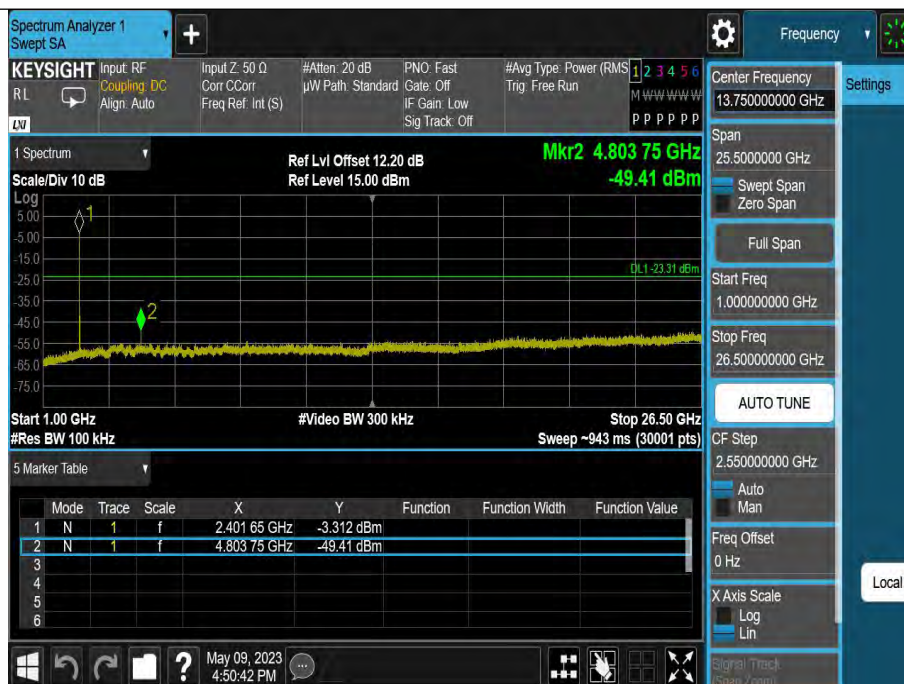 Spectrum Analyzer 1
Swept SA
Frequency
KEYSIGHT
RL
LXI
Input: RF
Coupling: DC
Align: Auto
Input Z: 50 Ω
Corr CCorr
Freq Ref: Int (S)
#Atten: 20 dB
µW Path: Standard
PNO: Fast
Gate: Off
IF Gain: Low
Sig Track: Off
#Avg Type: Power (RMS
Trig: Free Run
1 2 3 4 5 6
M W W W W W
P P P P P P
1 Spectrum
Scale/Div 10 dB
Ref Lvl Offset 12.20 dB
Ref Level 15.00 dBm
Mkr2 4.803 75 GHz
-49.41 dBm
Log
5.00
-5.00
-15.0
-25.0
-35.0
-45.0
-55.0
-65.0
-75.0
1
2
DL1 -23.31 dBm
Start 1.00 GHz
#Video BW 300 kHz
Stop 26.50 GHz
#Res BW 100 kHz
Sweep ~943 ms (30001 pts)
5 Marker Table
Mode Trace Scale X Y Function Function Width Function Value
1 N 1 f 2.401 65 GHz -3.312 dBm
2 N 1 f 4.803 75 GHz -49.41 dBm
3
4
5
6
May 09, 2023
4:50:42 PM
Center Frequency
13.750000000 GHz
Settings
Span
25.5000000 GHz
Swept Span
Zero Span
Full Span
Start Freq
1.000000000 GHz
Stop Freq
26.500000000 GHz
AUTO TUNE
CF Step
2.550000000 GHz
Auto
Man
Freq Offset
0 Hz
Local
X Axis Scale
Log
Lin
Signal Track
(Span Zoom)